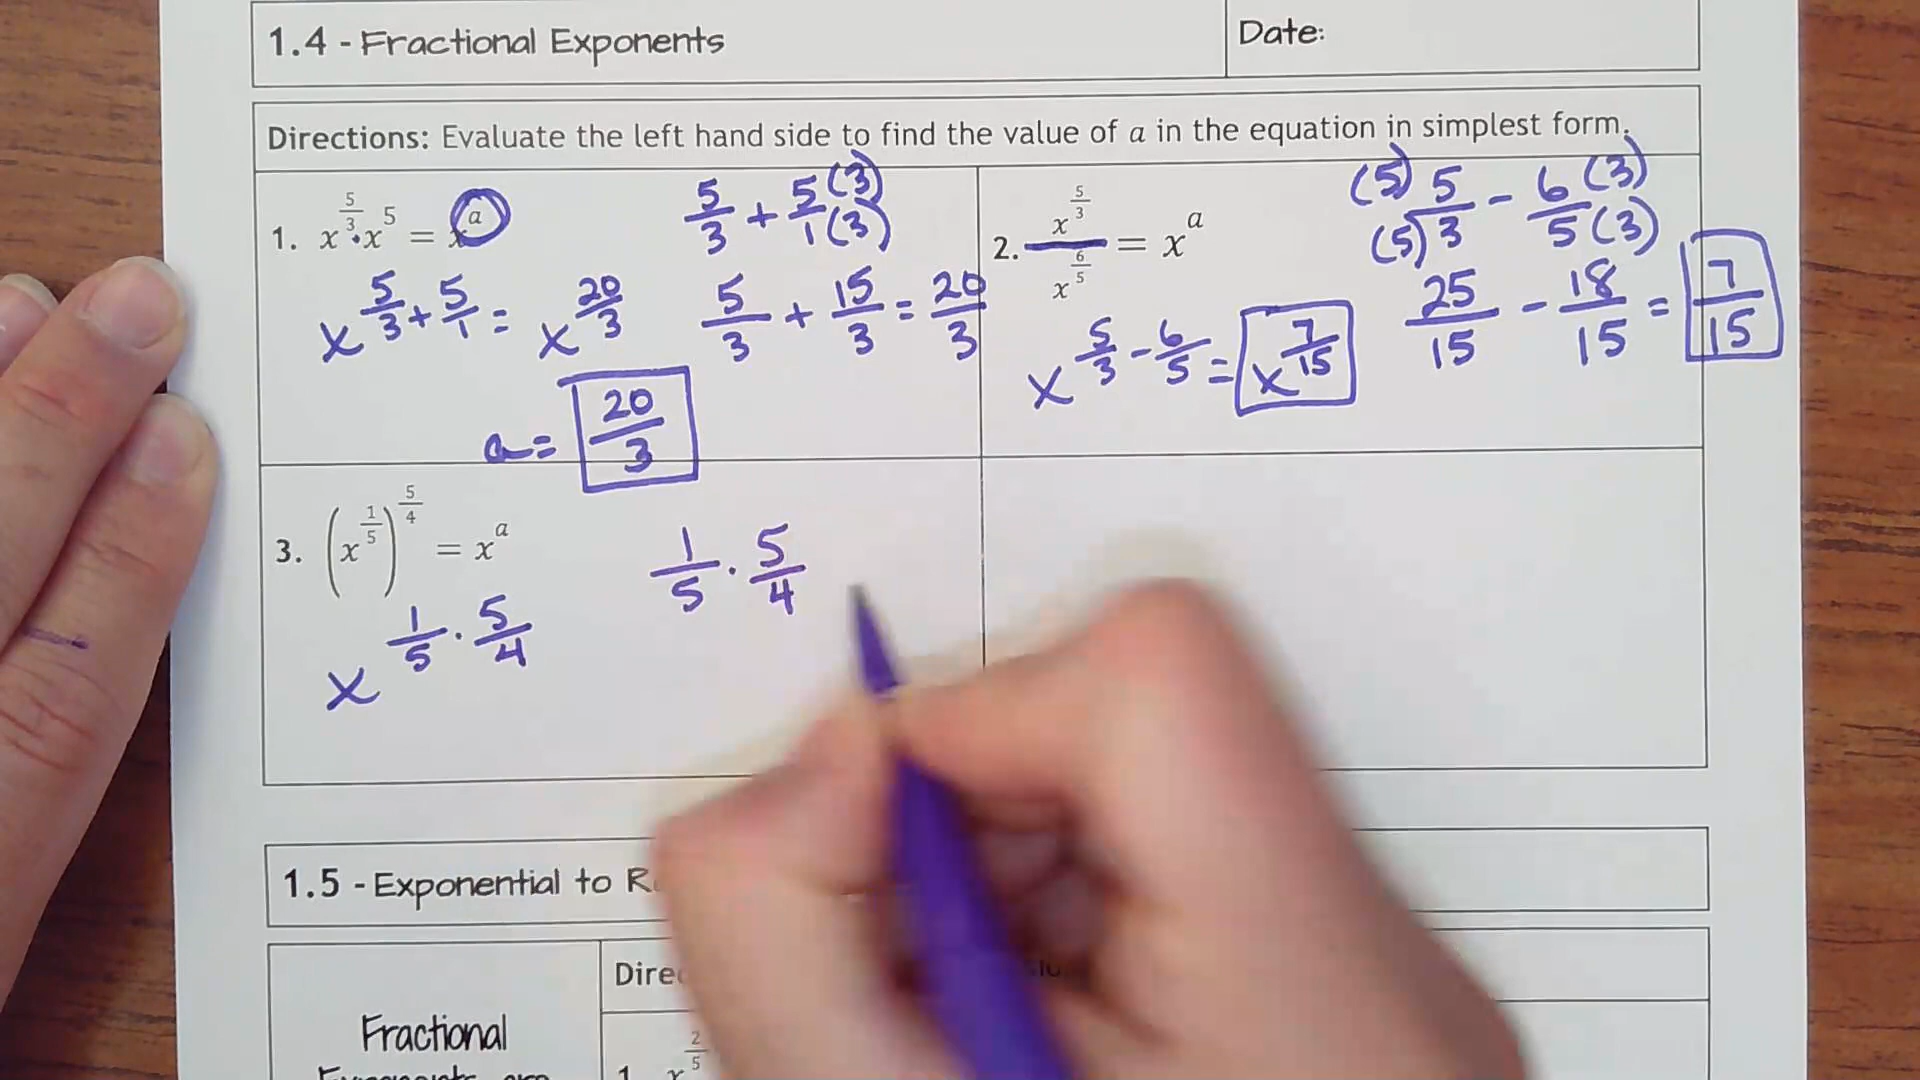 1.4 - Fractional Exponents
Date:
Directions: Evaluate the left hand side to find the value of a in the equation in simplest form.
1. x^(5/3) · x^5 = x^a
5/3 + 5(3)/1(3)
x^(5/3 + 5/1) = x^(20/3)
5/3 + 15/3 = 20/3
a = 20/3
2. x^(5/3) / x^(6/5) = x^a
(5)5/(5)3 - 6(3)/5(3)
x^(5/3 - 6/5) = x^(7/15)
25/15 - 18/15 = 7/15
3. (x^(1/5))^(5/4) = x^a
1/5 · 5/4
x^(1/5 · 5/4)
1.5 - Exponential to
Fractional
1. x^(2/5)